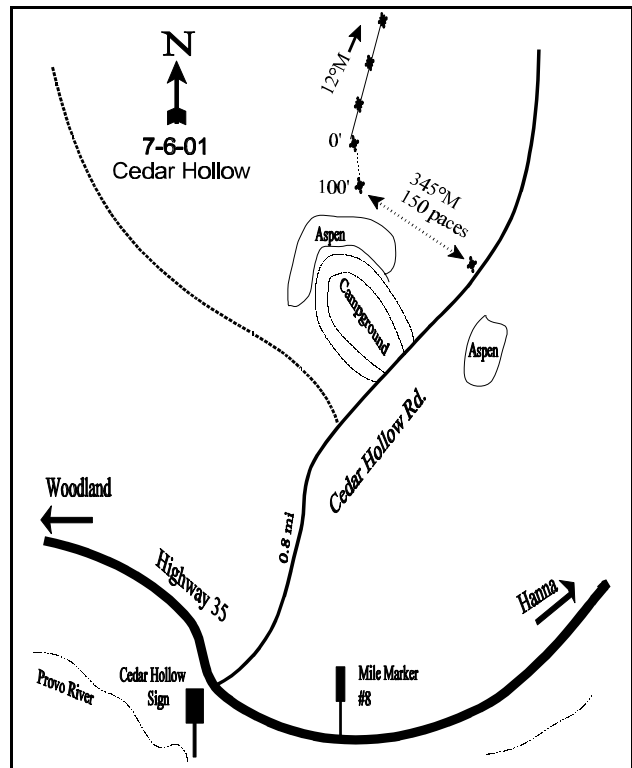 N
7-6-01
Cedar Hollow
12°M
0'
100'
345°M
150 paces
Aspen
Campground
Aspen
Cedar Hollow Rd.
Woodland
0.8 mi
Highway 35
Hanna
Provo River
Cedar Hollow
Sign
Mile Marker
#8